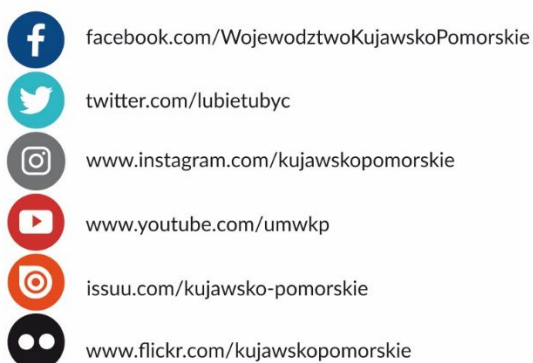 facebook.com/WojewodztwoKujawskoPomorskie
twitter.com/lubietubyc
www.instagram.com/kujawskopomorskie
www.youtube.com/umwkp
issuu.com/kujawsko-pomorskie
www.flickr.com/kujawskopomorskie